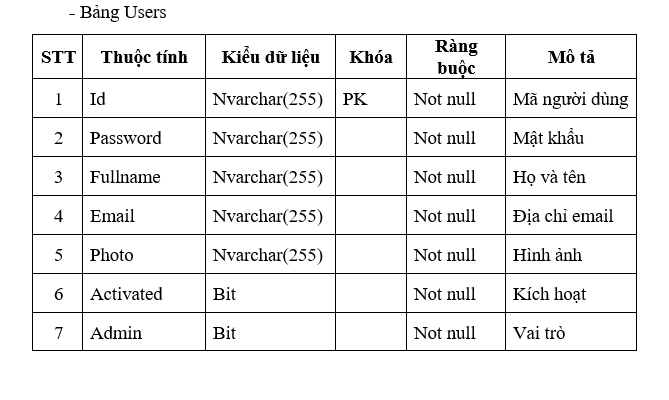 - Bảng Users
STT Thuộc tính Kiểu dữ liệu Khóa Ràng buộc Mô tả
1 Id Nvarchar(255) PK Not null Mã người dùng
2 Password Nvarchar(255) Not null Mật khẩu
3 Fullname Nvarchar(255) Not null Họ và tên
4 Email Nvarchar(255) Not null Địa chỉ email
5 Photo Nvarchar(255) Not null Hình ảnh
6 Activated Bit Not null Kích hoạt
7 Admin Bit Not null Vai trò